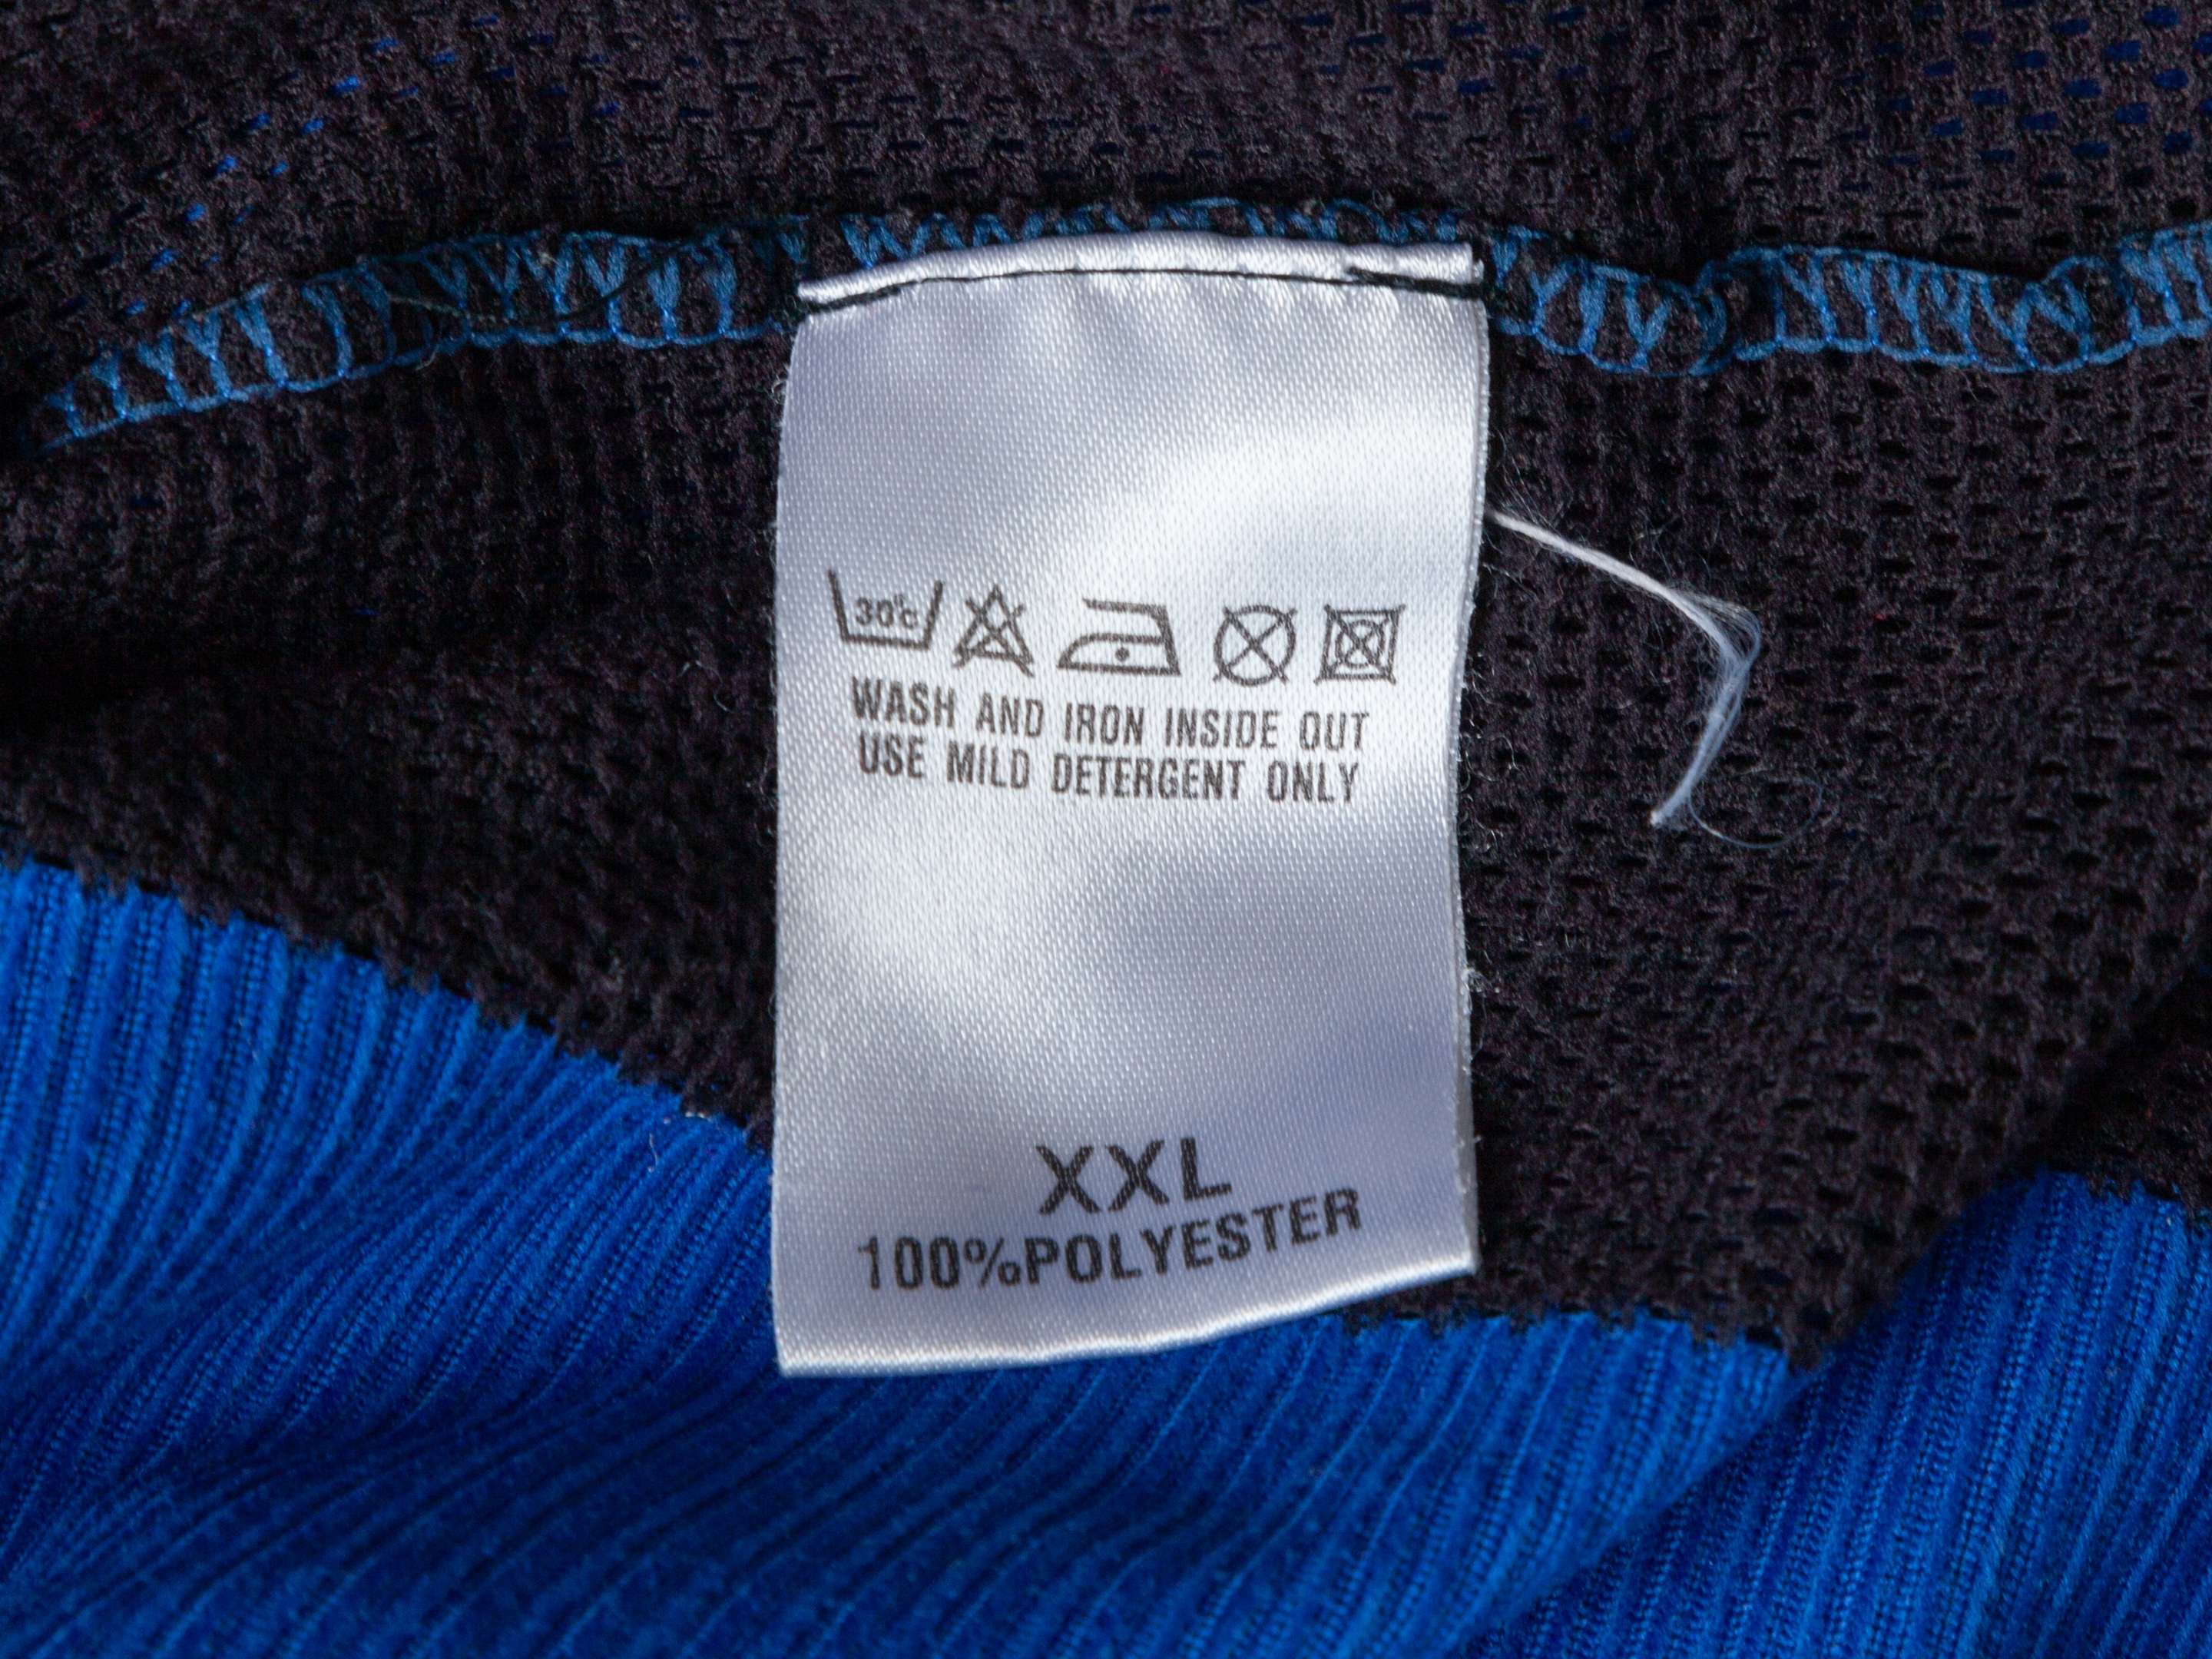 30°c
WASH AND IRON INSIDE OUT
USE MILD DETERGENT ONLY
XXL
100%POLYESTER